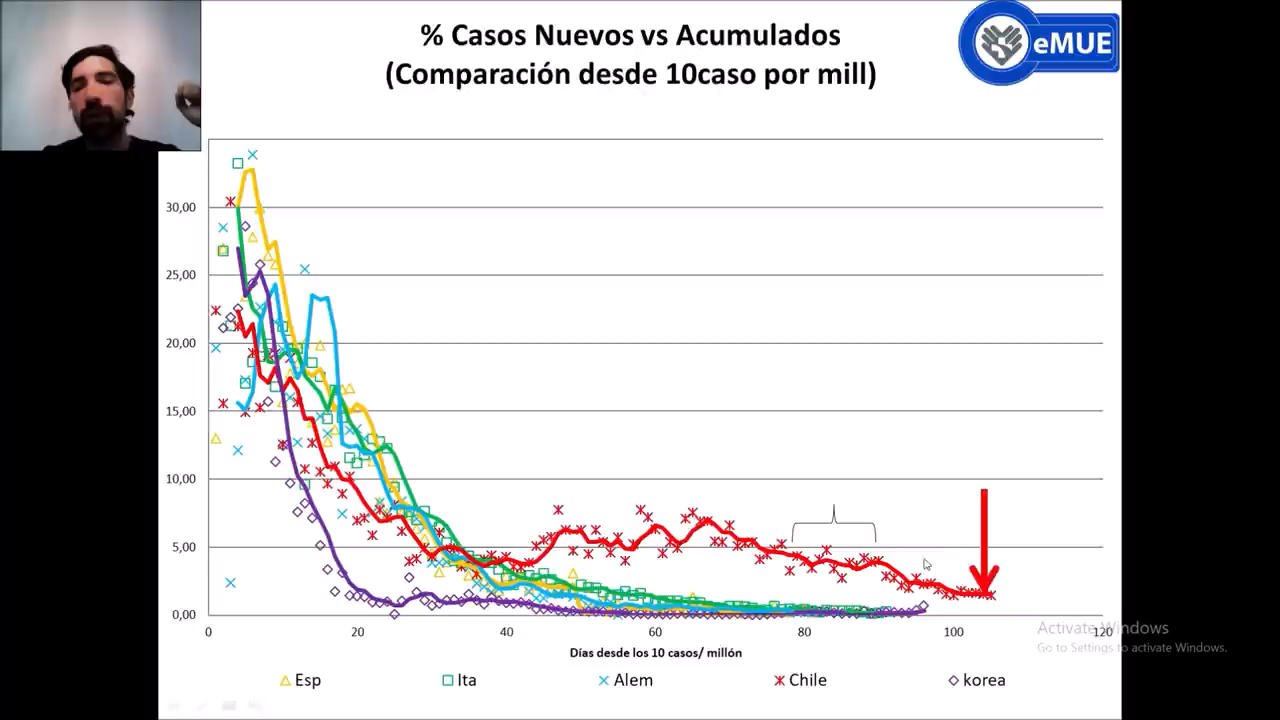 % Casos Nuevos vs Acumulados
(Comparación desde 10caso por mill)
eMUE
30,00
25,00
20,00
15,00
10,00
5,00
0,00
0 20 40 60 80 100 120
Días desde los 10 casos/ millón
Esp Ita Alem Chile korea
Activate Windows
Go to Settings to activate Windows.